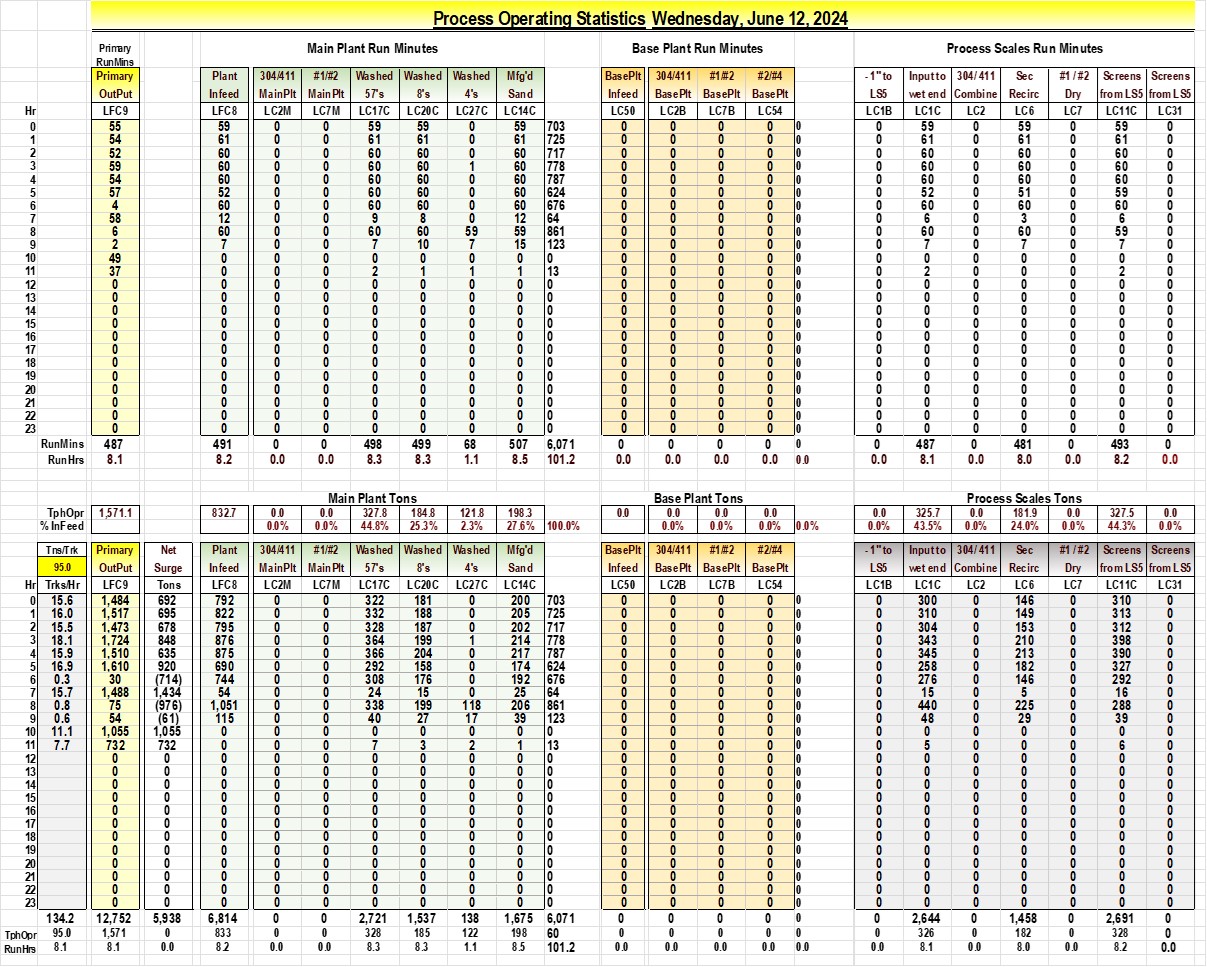 Process Operating Statistics Wednesday, June 12, 2024
Primary Main Plant Run Minutes Base Plant Run Minutes Process Scales Run Minutes
RunMins
Primary Plant 304/411 #1/#2 Washed Washed Washed Mfg'd BasePlt 304/411 #1/#2 #2/#4 - 1" to Input to 304/ 411 Sec #1 / #2 Screens Screens
OutPut Infeed MainPlt MainPlt 57's 8's 4's Sand Infeed BasePlt BasePlt BasePlt LS5 wet end Combine Recirc Dry from LS5 from LS5
Hr LFC9 LFC8 LC2M LC7M LC17C LC20C LC27C LC14C LC50 LC2B LC7B LC54 LC1B LC1C LC2 LC6 LC7 LC11C LC31
0 55 59 0 0 59 59 0 59 703 0 0 0 0 0 0 59 0 59 0 59 0
1 54 61 0 0 61 61 0 61 725 0 0 0 0 0 0 61 0 61 0 61 0
2 52 60 0 0 60 60 0 60 717 0 0 0 0 0 0 60 0 60 0 60 0
3 59 60 0 0 60 60 1 60 778 0 0 0 0 0 0 60 0 60 0 60 0
4 54 60 0 0 60 60 0 60 787 0 0 0 0 0 0 60 0 60 0 60 0
5 57 52 0 0 60 60 0 60 624 0 0 0 0 0 0 52 0 51 0 59 0
6 4 60 0 0 60 60 0 60 676 0 0 0 0 0 0 60 0 60 0 60 0
7 58 12 0 0 9 8 0 12 64 0 0 0 0 0 0 6 0 3 0 6 0
8 6 60 0 0 60 60 59 59 861 0 0 0 0 0 0 60 0 60 0 59 0
9 2 7 0 0 7 10 7 15 123 0 0 0 0 0 0 7 0 7 0 7 0
10 49 0 0 0 0 0 0 0 0 0 0 0 0 0 0 0 0 0 0 0 0
11 37 0 0 0 2 1 1 1 13 0 0 0 0 0 0 2 0 0 0 2 0
12 0 0 0 0 0 0 0 0 0 0 0 0 0 0 0 0 0 0 0 0 0
13 0 0 0 0 0 0 0 0 0 0 0 0 0 0 0 0 0 0 0 0 0
14 0 0 0 0 0 0 0 0 0 0 0 0 0 0 0 0 0 0 0 0 0
15 0 0 0 0 0 0 0 0 0 0 0 0 0 0 0 0 0 0 0 0 0
16 0 0 0 0 0 0 0 0 0 0 0 0 0 0 0 0 0 0 0 0 0
17 0 0 0 0 0 0 0 0 0 0 0 0 0 0 0 0 0 0 0 0 0
18 0 0 0 0 0 0 0 0 0 0 0 0 0 0 0 0 0 0 0 0 0
19 0 0 0 0 0 0 0 0 0 0 0 0 0 0 0 0 0 0 0 0 0
20 0 0 0 0 0 0 0 0 0 0 0 0 0 0 0 0 0 0 0 0 0
21 0 0 0 0 0 0 0 0 0 0 0 0 0 0 0 0 0 0 0 0 0
22 0 0 0 0 0 0 0 0 0 0 0 0 0 0 0 0 0 0 0 0 0
23 0 0 0 0 0 0 0 0 0 0 0 0 0 0 0 0 0 0 0 0 0
RunMins 487 491 0 0 498 499 68 507 6,071 0 0 0 0 0 0 487 0 481 0 493 0
Run Hrs 8.1 8.2 0.0 0.0 8.3 8.3 1.1 8.5 101.2 0.0 0.0 0.0 0.0 0.0 0.0 8.1 0.0 8.0 0.0 8.2 0.0
Main Plant Tons Base Plant Tons Process Scales Tons
TphOpr 1,571.1 832.7 0.0 0.0 327.8 184.8 121.8 198.3 0.0 0.0 0.0 0.0 0.0 325.7 0.0 181.9 0.0 327.5 0.0
% InFeed 0.0% 0.0% 44.8% 25.3% 2.3% 27.6% 100.0% 0.0% 0.0% 0.0% 0.0% 0.0% 43.5% 0.0% 24.0% 0.0% 44.3% 0.0%
Tns/Trk Primary Net Plant 304/411 #1/#2 Washed Washed Washed Mfg'd BasePlt 304/411 #1/#2 #2/#4 - 1" to Input to 304/ 411 Sec #1 / #2 Screens Screens
95.0 OutPut Surge Infeed MainPlt MainPlt 57's 8's 4's Sand Infeed BasePlt BasePlt BasePlt LS5 wet end Combine Recirc Dry from LS5 from LS5
Hr Trks/Hr LFC9 Tons LFC8 LC2M LC7M LC17C LC20C LC27C LC14C LC50 LC2B LC7B LC54 LC1B LC1C LC2 LC6 LC7 LC11C LC31
0 15.6 1,484 692 792 0 0 322 181 0 200 703 0 0 0 0 0 0 300 0 146 0 310 0
1 16.0 1,517 695 822 0 0 332 188 0 205 725 0 0 0 0 0 0 310 0 149 0 313 0
2 15.5 1,473 678 795 0 0 328 187 0 202 717 0 0 0 0 0 0 304 0 153 0 312 0
3 18.1 1,724 848 876 0 0 364 199 1 214 778 0 0 0 0 0 0 343 0 210 0 398 0
4 15.9 1,510 635 875 0 0 366 204 0 217 787 0 0 0 0 0 0 345 0 213 0 390 0
5 16.9 1,610 920 690 0 0 292 158 0 174 624 0 0 0 0 0 0 258 0 182 0 327 0
6 0.3 30 (714) 744 0 0 308 176 0 192 676 0 0 0 0 0 0 276 0 146 0 292 0
7 15.7 1,488 1,434 54 0 0 24 15 0 25 64 0 0 0 0 0 0 15 0 5 0 16 0
8 0.8 75 (976) 1,051 0 0 338 199 118 206 861 0 0 0 0 0 0 440 0 225 0 288 0
9 0.6 54 (61) 115 0 0 40 27 17 39 123 0 0 0 0 0 0 48 0 29 0 39 0
10 11.1 1,055 1,055 0 0 0 0 0 0 0 0 0 0 0 0 0 0 0 0 0 0 0 0
11 7.7 732 732 0 0 0 7 3 2 1 13 0 0 0 0 0 0 5 0 0 0 6 0
12 0 0 0 0 0 0 0 0 0 0 0 0 0 0 0 0 0 0 0 0 0 0
13 0 0 0 0 0 0 0 0 0 0 0 0 0 0 0 0 0 0 0 0 0 0
14 0 0 0 0 0 0 0 0 0 0 0 0 0 0 0 0 0 0 0 0 0 0
15 0 0 0 0 0 0 0 0 0 0 0 0 0 0 0 0 0 0 0 0 0 0
16 0 0 0 0 0 0 0 0 0 0 0 0 0 0 0 0 0 0 0 0 0 0
17 0 0 0 0 0 0 0 0 0 0 0 0 0 0 0 0 0 0 0 0 0 0
18 0 0 0 0 0 0 0 0 0 0 0 0 0 0 0 0 0 0 0 0 0 0
19 0 0 0 0 0 0 0 0 0 0 0 0 0 0 0 0 0 0 0 0 0 0
20 0 0 0 0 0 0 0 0 0 0 0 0 0 0 0 0 0 0 0 0 0 0
21 0 0 0 0 0 0 0 0 0 0 0 0 0 0 0 0 0 0 0 0 0 0
22 0 0 0 0 0 0 0 0 0 0 0 0 0 0 0 0 0 0 0 0 0 0
23 0 0 0 0 0 0 0 0 0 0 0 0 0 0 0 0 0 0 0 0 0 0
134.2 12,752 5,938 6,814 0 0 2,721 1,537 138 1,675 6,071 0 0 0 0 0 0 2,644 0 1,458 0 2,691 0
TphOpr 95.0 1,571 0 833 0 0 328 185 122 198 60 0 0 0 0 0 0 326 0 182 0 328 0
RunHrs 8.1 8.1 0.0 8.2 0.0 0.0 8.3 8.3 1.1 8.5 101.2 0.0 0.0 0.0 0.0 0.0 0.0 8.1 0.0 8.0 0.0 8.2 0.0